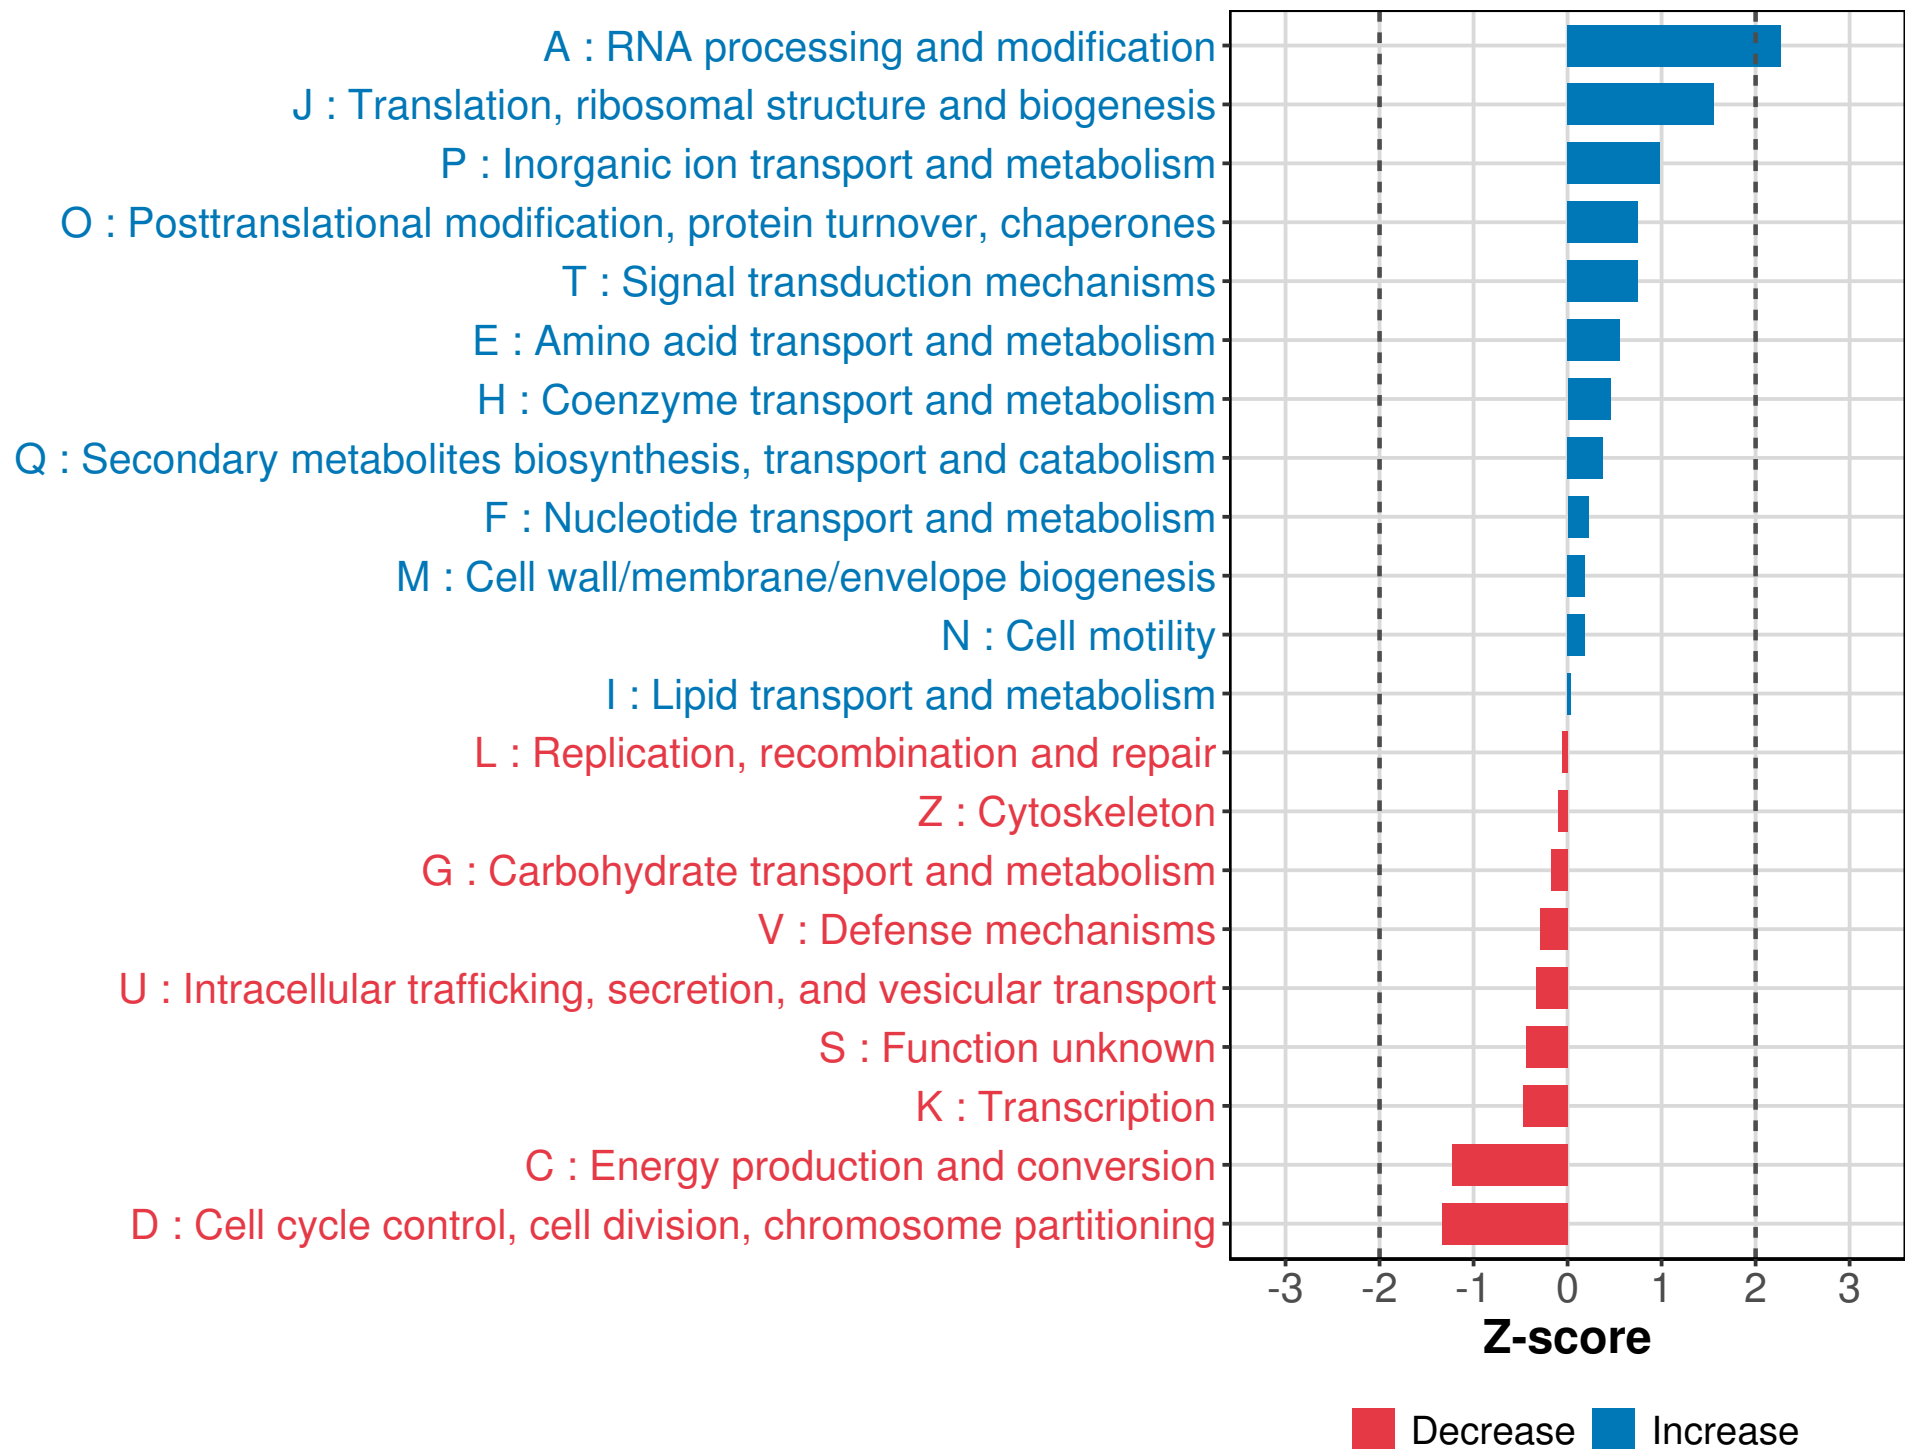 A : RNA processing and modification
J : Translation, ribosomal structure and biogenesis
P : Inorganic ion transport and metabolism
O : Posttranslational modification, protein turnover, chaperones
T : Signal transduction mechanisms
E : Amino acid transport and metabolism
H : Coenzyme transport and metabolism
Q : Secondary metabolites biosynthesis, transport and catabolism
F : Nucleotide transport and metabolism
M : Cell wall/membrane/envelope biogenesis
N : Cell motility
I : Lipid transport and metabolism
L : Replication, recombination and repair
Z : Cytoskeleton
G : Carbohydrate transport and metabolism
V : Defense mechanisms
U : Intracellular trafficking, secretion, and vesicular transport
S : Function unknown
K : Transcription
C : Energy production and conversion
D : Cell cycle control, cell division, chromosome partitioning
-3 -2 -1 0 1 2 3
Z-score
Decrease Increase